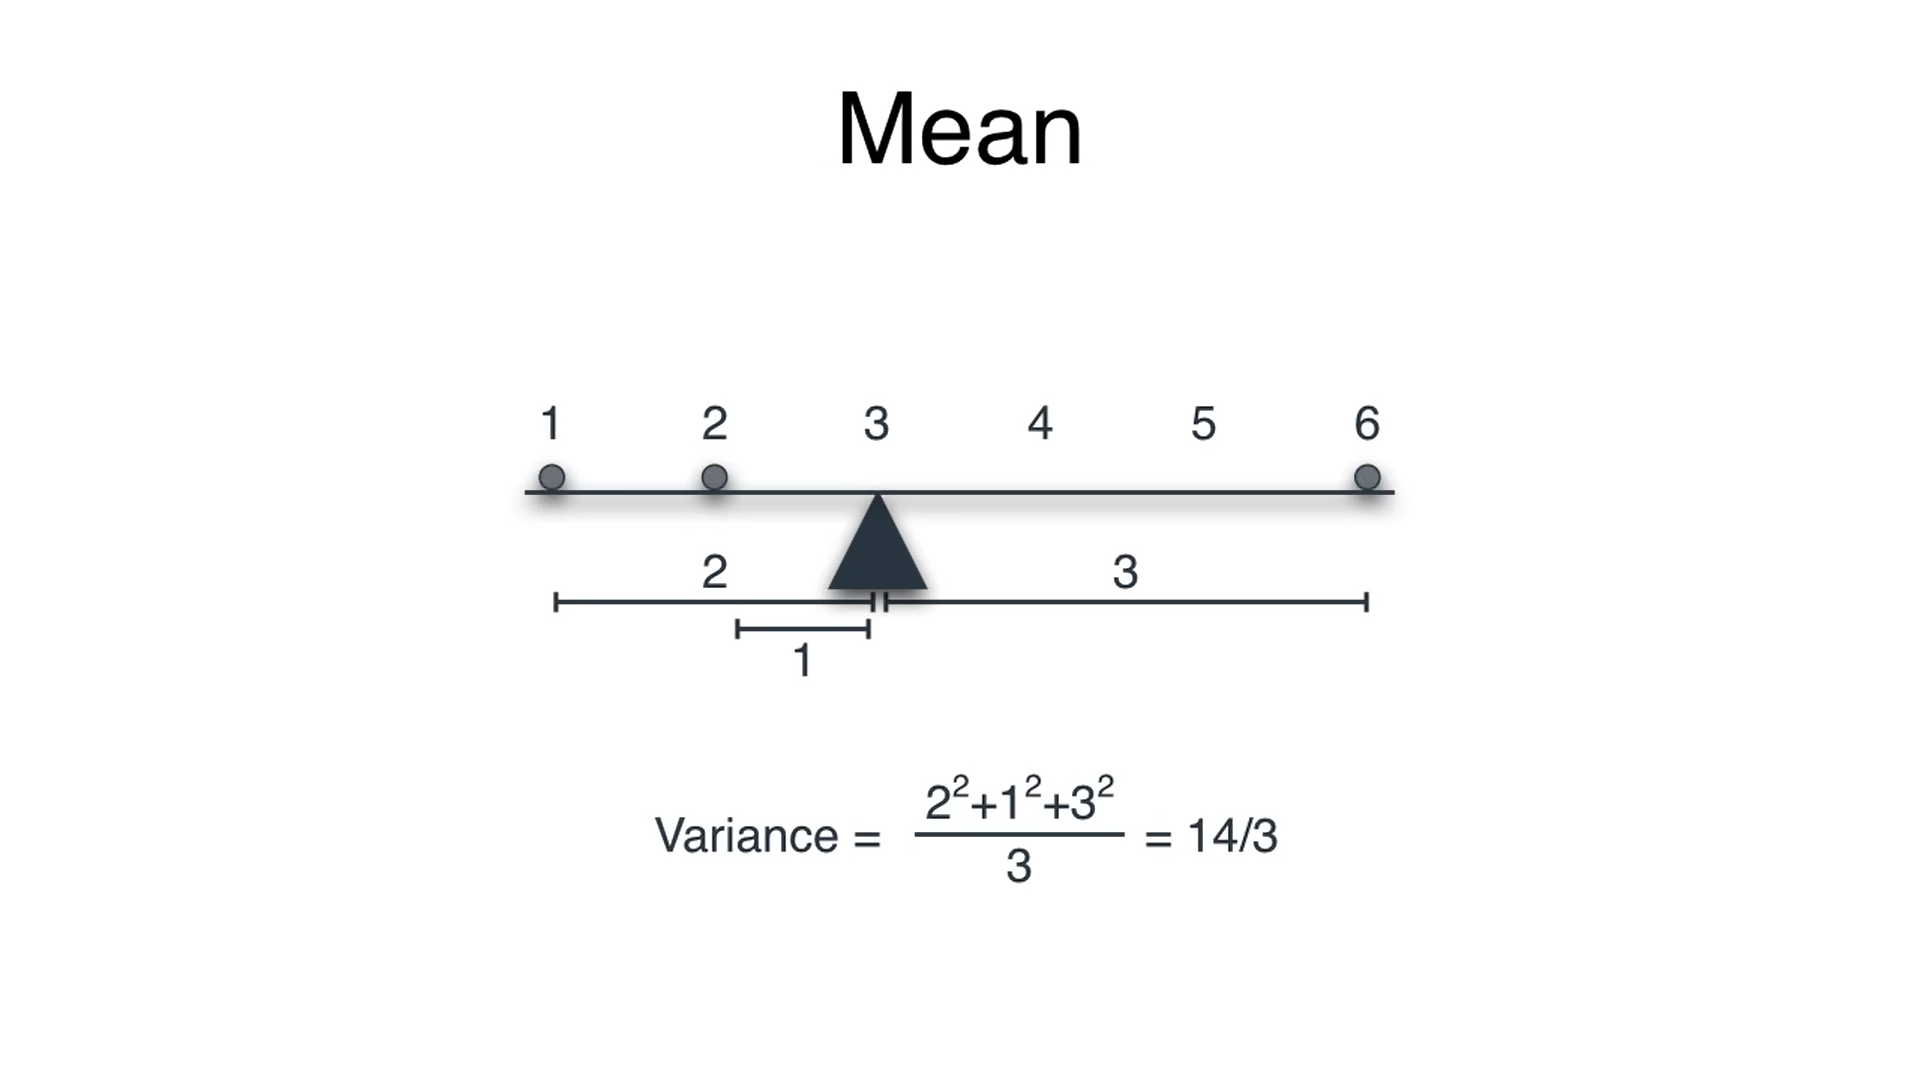 Mean
1 2 3 4 5 6
2 3
1
Variance = 2²+1²+3² / 3 = 14/3